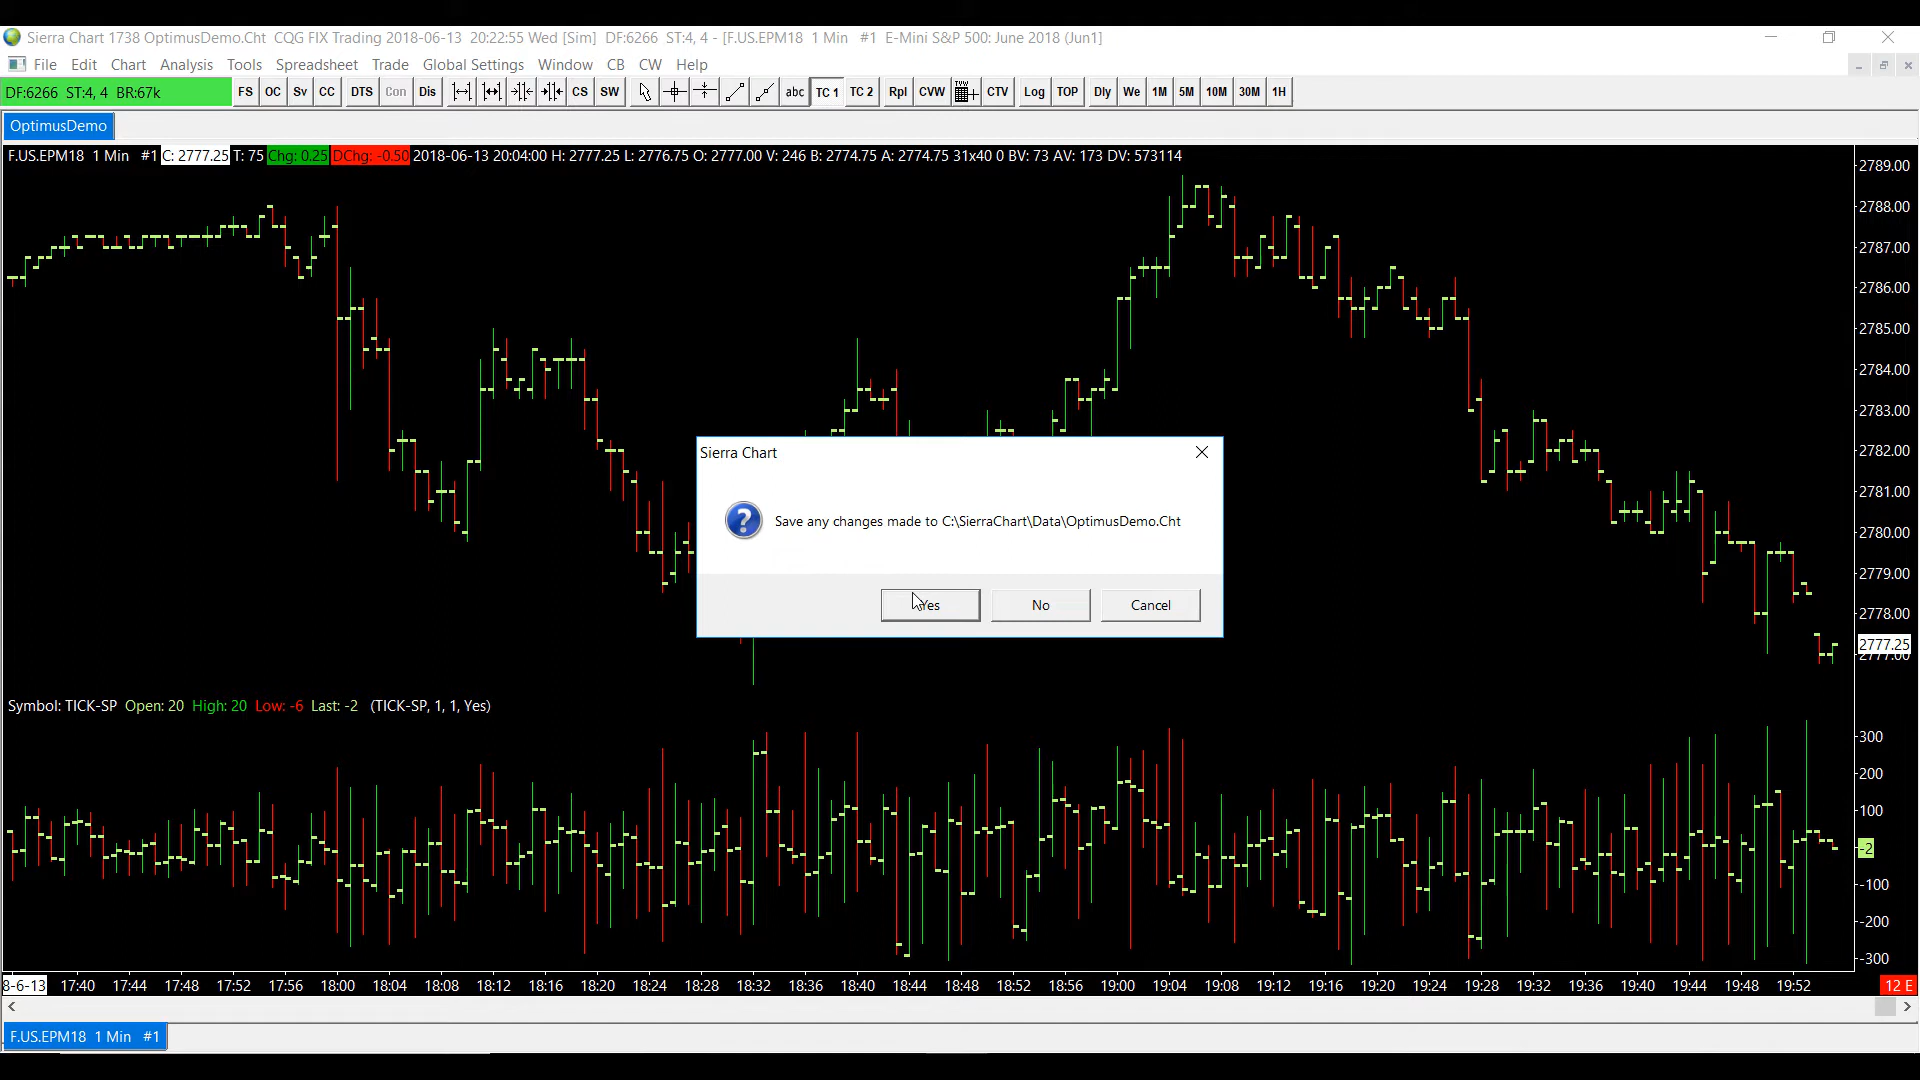 Sierra Chart 1738 OptimusDemo.Cht CQG FIX Trading 2018-06-13 20:22:55 Wed [Sim] DF:6266 ST:4, 4 - [F.US.EPM18 1 Min #1 E-Mini S&P 500: June 2018 (Jun1]
File Edit Chart Analysis Tools Spreadsheet Trade Global Settings Window CB CW Help
DF:6266 ST:4, 4 BR:67k FS OC Sv CC DTS Con Dis CS SW abc TC 1 TC 2 Rpl CVW CTV Log TOP Dly We 1M 5M 10M 30M 1H
OptimusDemo
F.US.EPM18 1 Min #1 C: 2777.25 T: 75 Chg: 0.25 DChg: -0.50 2018-06-13 20:04:00 H: 2777.25 L: 2776.75 O: 2777.00 V: 246 B: 2774.75 A: 2774.75 31x40 0 BV: 73 AV: 173 DV: 573114
2789.00
2788.00
2787.00
2786.00
2785.00
2784.00
2783.00
2782.00
2781.00
2780.00
2779.00
2778.00
2777.25
2777.00
Sierra Chart
Save any changes made to C:\SierraChart\Data\OptimusDemo.Cht
Yes No Cancel
Symbol: TICK-SP Open: 20 High: 20 Low: -6 Last: -2 (TICK-SP, 1, 1, Yes)
300
200
100
-2
-100
-200
-300
8-6-13 17:40 17:44 17:48 17:52 17:56 18:00 18:04 18:08 18:12 18:16 18:20 18:24 18:28 18:32 18:36 18:40 18:44 18:48 18:52 18:56 19:00 19:04 19:08 19:12 19:16 19:20 19:24 19:28 19:32 19:36 19:40 19:44 19:48 19:52 12 E
F.US.EPM18 1 Min #1